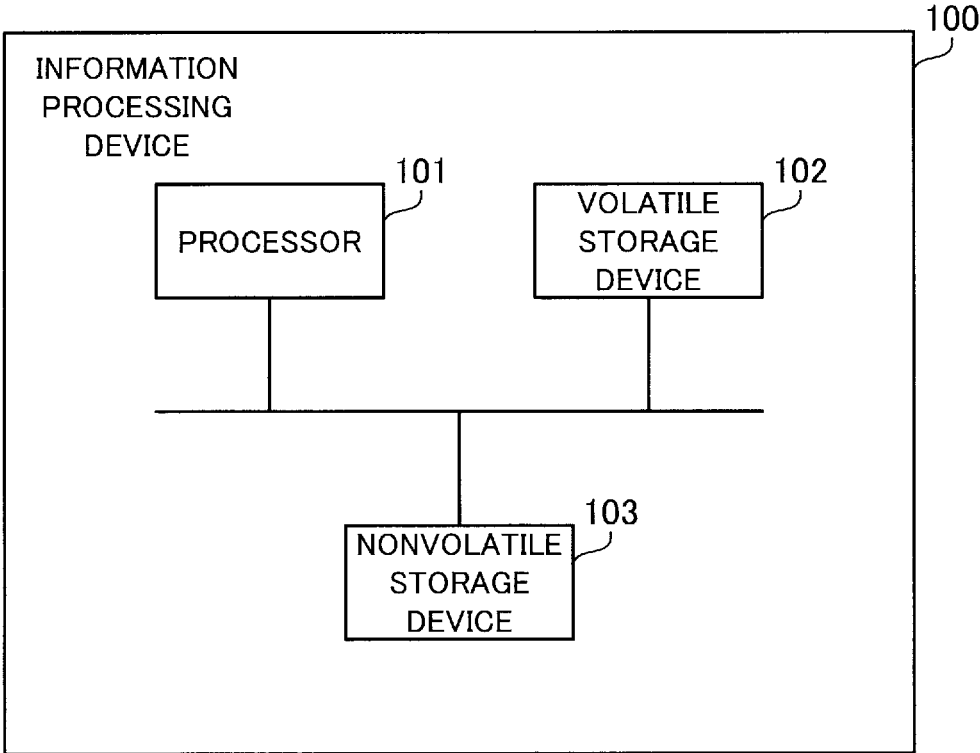 100
INFORMATION
PROCESSING
DEVICE
101
PROCESSOR
102
VOLATILE
STORAGE
DEVICE
103
NONVOLATILE
STORAGE
DEVICE